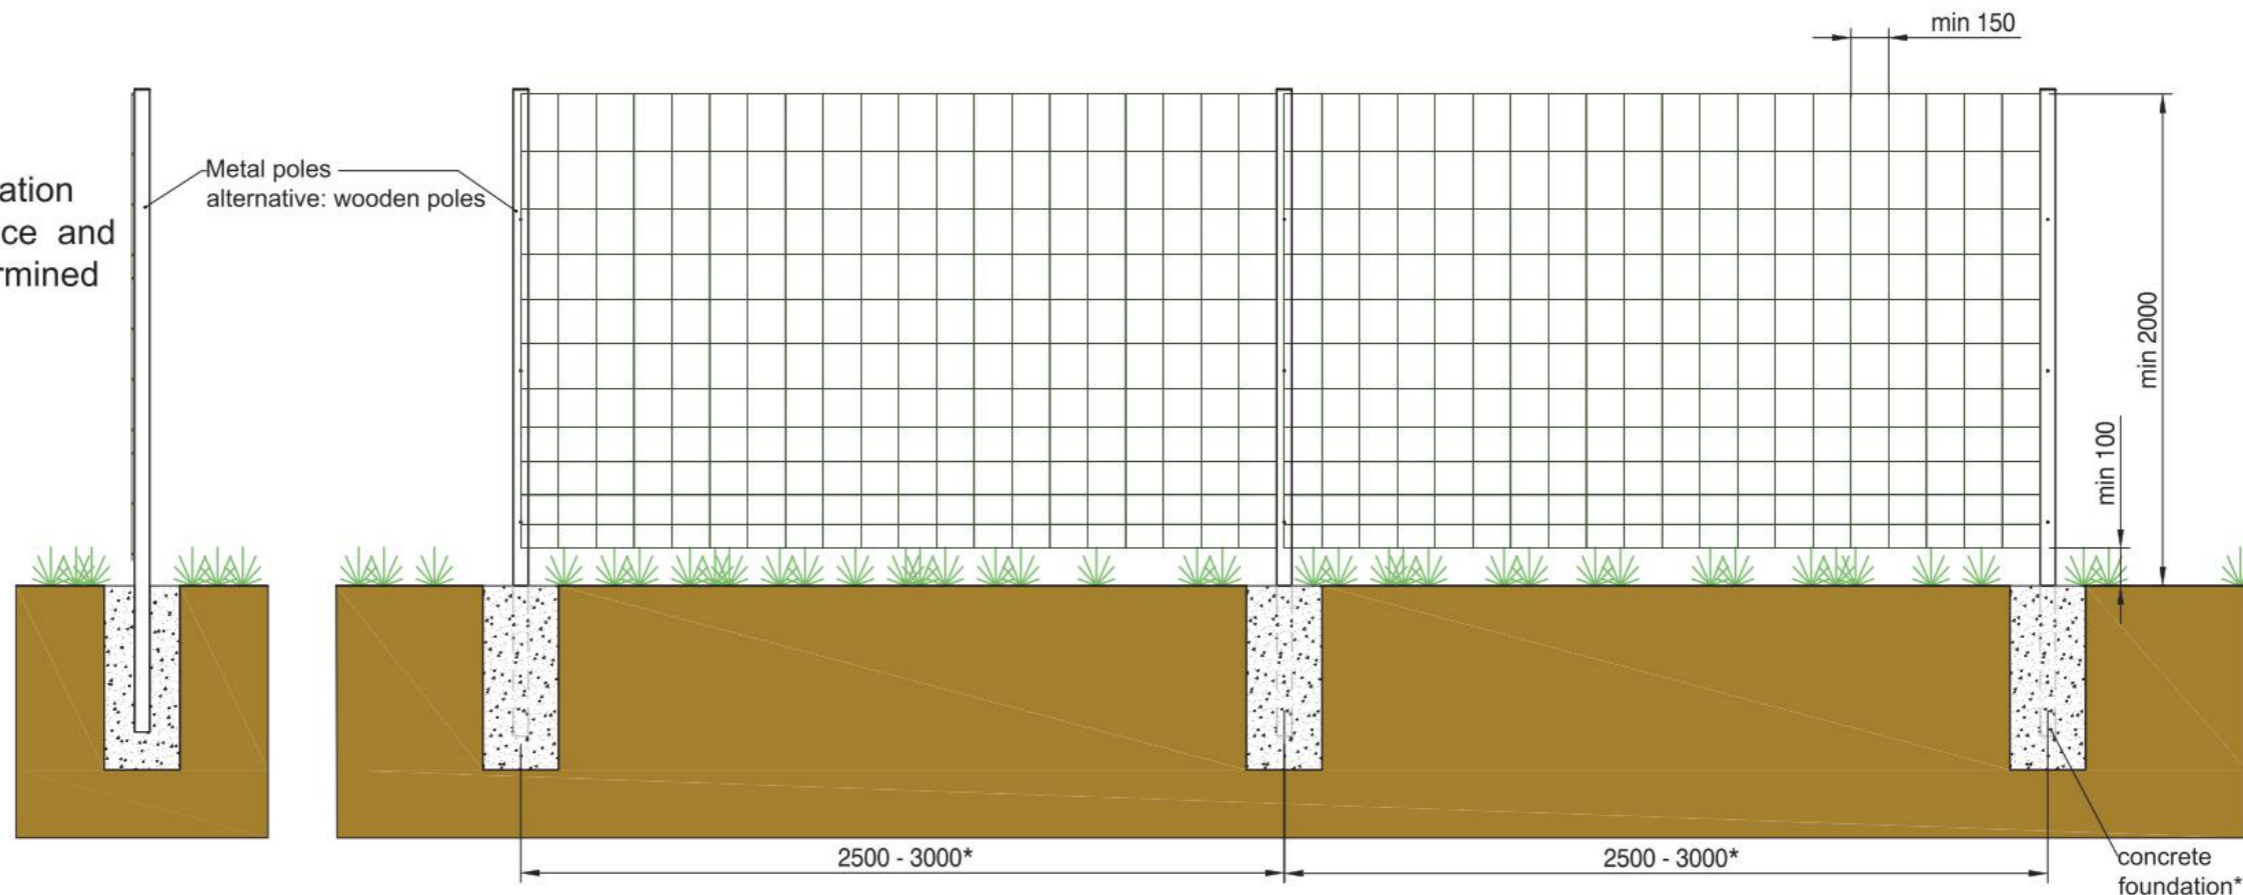 min 150
Metal poles
alternative: wooden poles
ation
ce and
rmined
min 2000
min 100
2500 - 3000*
2500 - 3000*
concrete
foundation*